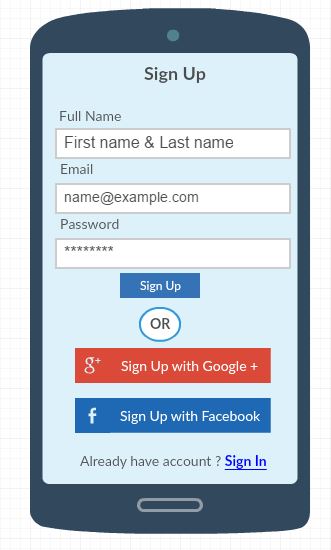 Sign Up
Full Name
First name & Last name
Email
name@example.com
Password
********
Sign Up
OR
g+ Sign Up with Google +
f Sign Up with Facebook
Already have account ? Sign In